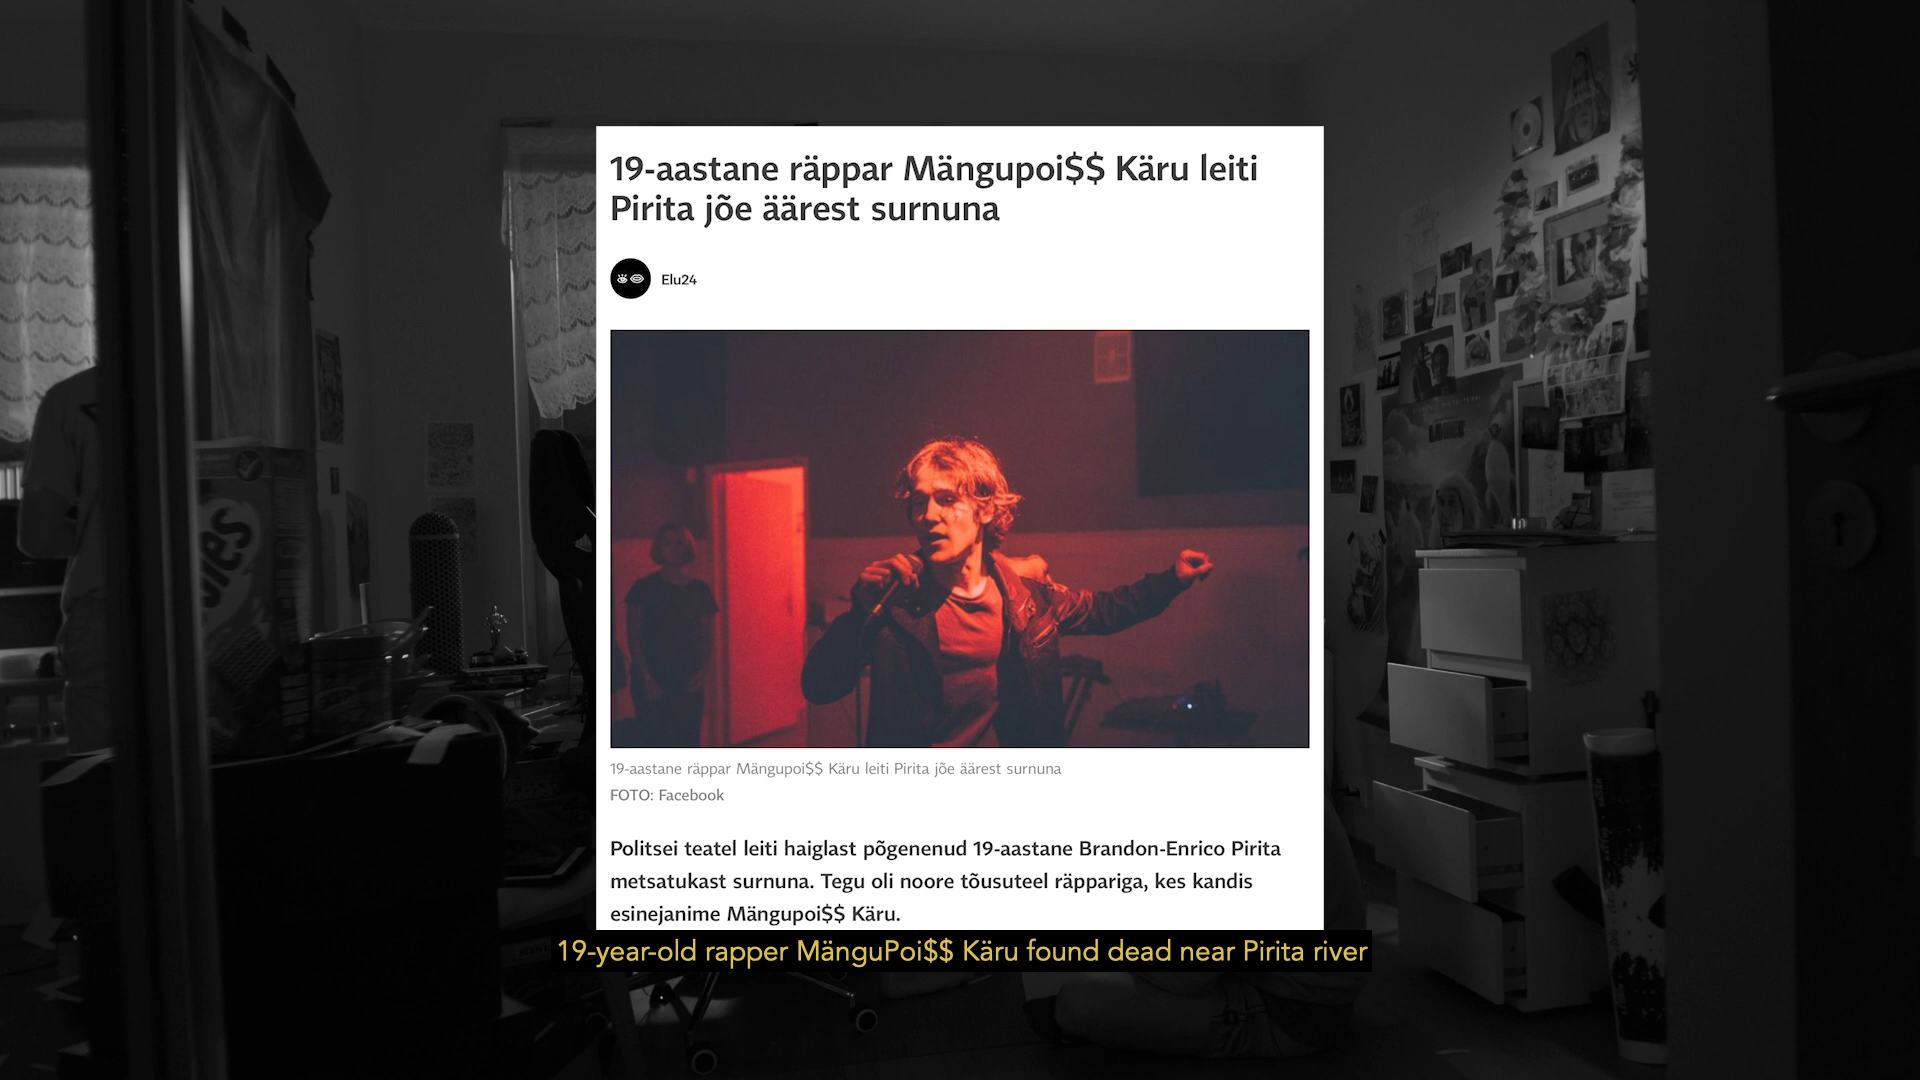 19-aastane räppar Mängupoi$$ Käru leiti
Pirita jõe äärest surnuna
Elu24
19-aastane räppar Mängupoi$$ Käru leiti Pirita jõe äärest surnuna
FOTO: Facebook
Politsei teatel leiti haiglast põgenenud 19-aastane Brandon-Enrico Pirita
metsatukast surnuna. Tegu oli noore tõusuteel räppariga, kes kandis
esinejanime Mängupoi$$ Käru.
19-year-old rapper MänguPoi$$ Käru found dead near Pirita river